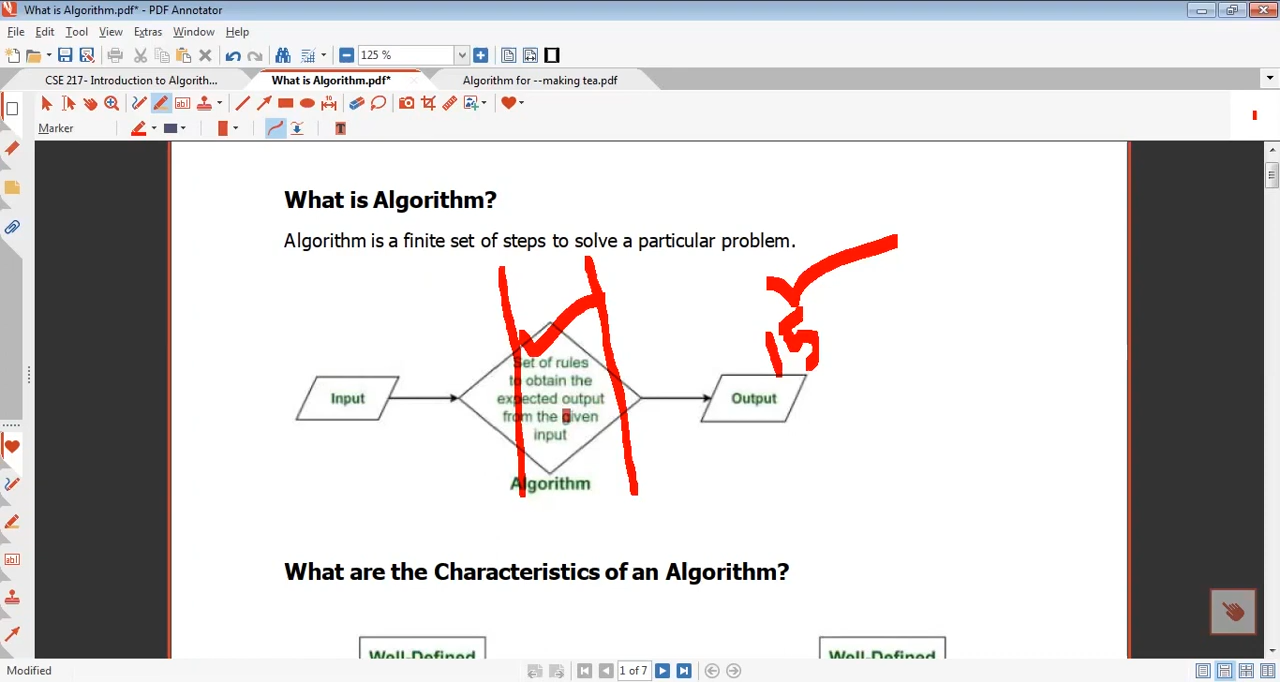 What is Algorithm.pdf* - PDF Annotator
File Edit Tool View Extras Window Help
125 %
CSE 217- Introduction to Algorith... What is Algorithm.pdf* Algorithm for --making tea.pdf
Marker
What is Algorithm?
Algorithm is a finite set of steps to solve a particular problem.
Input
Set of rules
to obtain the
expected output
from the given
input
Algorithm
Output
15
What are the Characteristics of an Algorithm?
Well-Defined Well-Defined
Modified 1 of 7